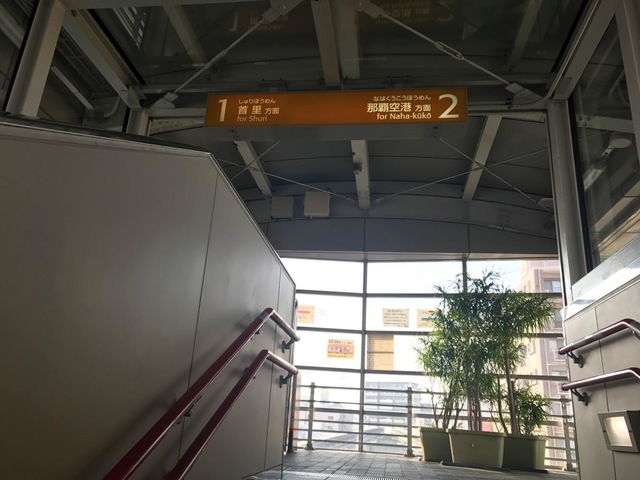 1
しゅりほうめん
首里方面
for Shuri
なはくうこうほうめん
那覇空港方面
for Naha-kūkō
2